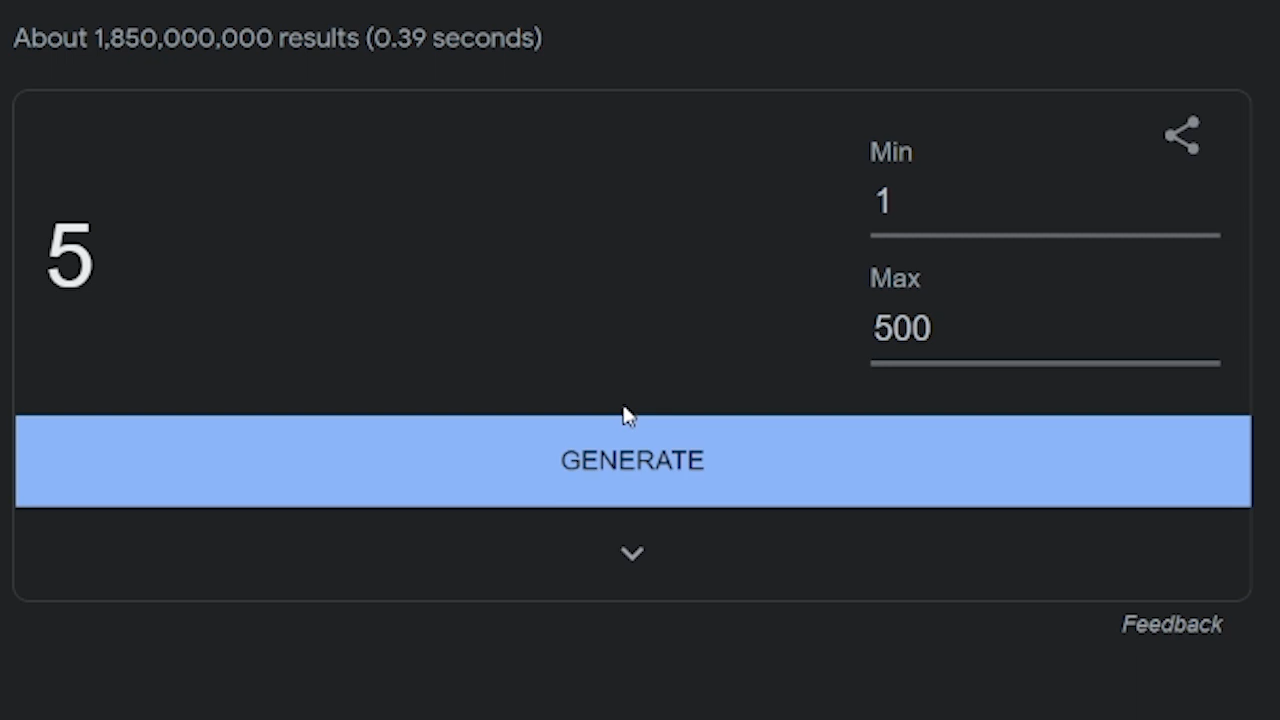 About 1,850,000,000 results (0.39 seconds)
5
Min
1
Max
500
GENERATE
Feedback